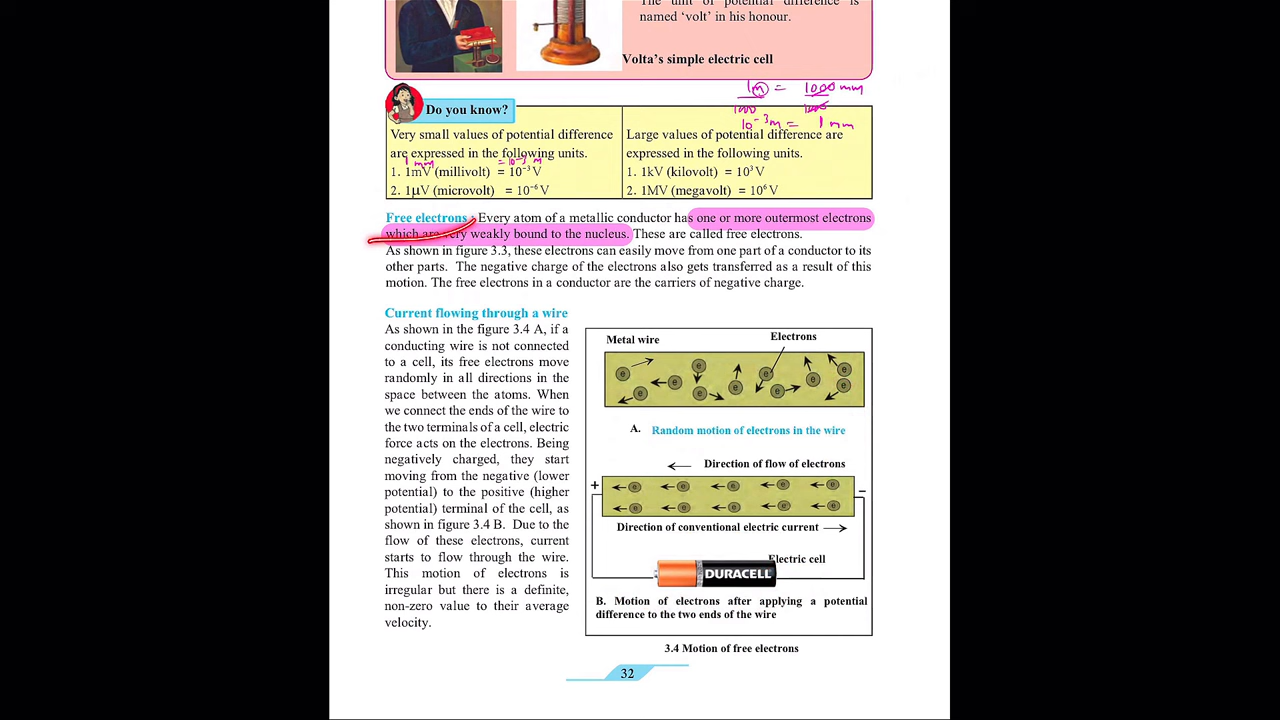 The unit of potential difference is
named ‘volt’ in his honour.
Volta’s simple electric cell
1m = 1000mm
1000 1000
10⁻³m = 1 mm
Do you know?
Very small values of potential difference
are expressed in the following units.
1 mm = 10⁻³ m
1. 1mV (millivolt) = 10⁻³ V
2. 1μV (microvolt) = 10⁻⁶ V
Large values of potential difference are
expressed in the following units.
1. 1kV (kilovolt) = 10³ V
2. 1MV (megavolt) = 10⁶ V
Free electrons : Every atom of a metallic conductor has one or more outermost electrons
which are very weakly bound to the nucleus. These are called free electrons.
As shown in figure 3.3, these electrons can easily move from one part of a conductor to its
other parts. The negative charge of the electrons also gets transferred as a result of this
motion. The free electrons in a conductor are the carriers of negative charge.
Current flowing through a wire
As shown in the figure 3.4 A, if a
conducting wire is not connected
to a cell, its free electrons move
randomly in all directions in the
space between the atoms. When
we connect the ends of the wire to
the two terminals of a cell, electric
force acts on the electrons. Being
negatively charged, they start
moving from the negative (lower
potential) to the positive (higher
potential) terminal of the cell, as
shown in figure 3.4 B. Due to the
flow of these electrons, current
starts to flow through the wire.
This motion of electrons is
irregular but there is a definite,
non-zero value to their average
velocity.
Metal wire
Electrons
e e e e e e e e e e e e
A. Random motion of electrons in the wire
Direction of flow of electrons
+ e e e e e −
e e e e e
Direction of conventional electric current
Electric cell
DURACELL
B. Motion of electrons after applying a potential
difference to the two ends of the wire
3.4 Motion of free electrons
32